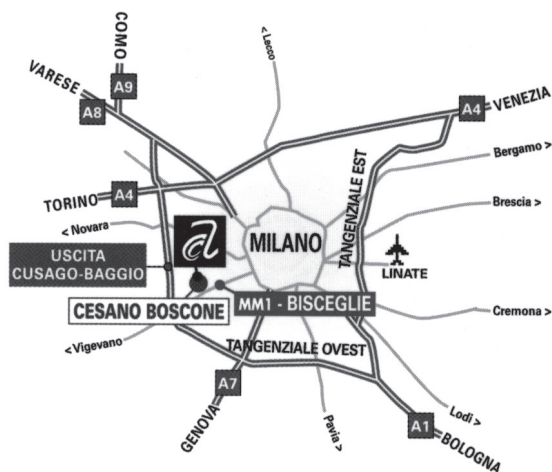 COMO
A9
VARESE
A8
< Lecco
A4
VENEZIA
Bergamo >
TANGENZIALE EST
TORINO
A4
Brescia >
< Novara
MILANO
USCITA
CUSAGO-BAGGIO
LINATE
CESANO BOSCONE
MM1 - BISCEGLIE
Cremona >
< Vigevano
TANGENZIALE OVEST
A7
GENOVA
Pavia >
Lodi >
A1
BOLOGNA